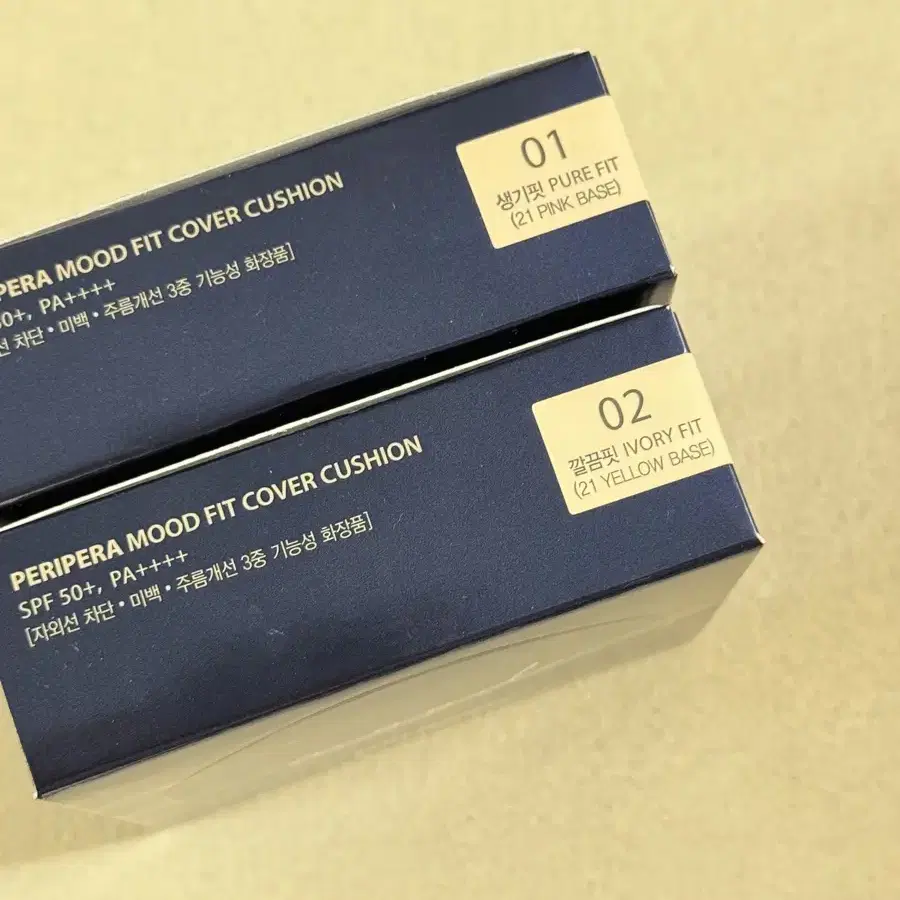 PERA MOOD FIT COVER CUSHION
50+, PA++++
선 차단 • 미백 • 주름개선 3중 기능성 화장품]
01
생기핏 PURE FIT
(21 PINK BASE)
PERIPERA MOOD FIT COVER CUSHION
SPF 50+, PA++++
[자외선 차단 • 미백 • 주름개선 3중 기능성 화장품]
02
깔끔핏 IVORY FIT
(21 YELLOW BASE)